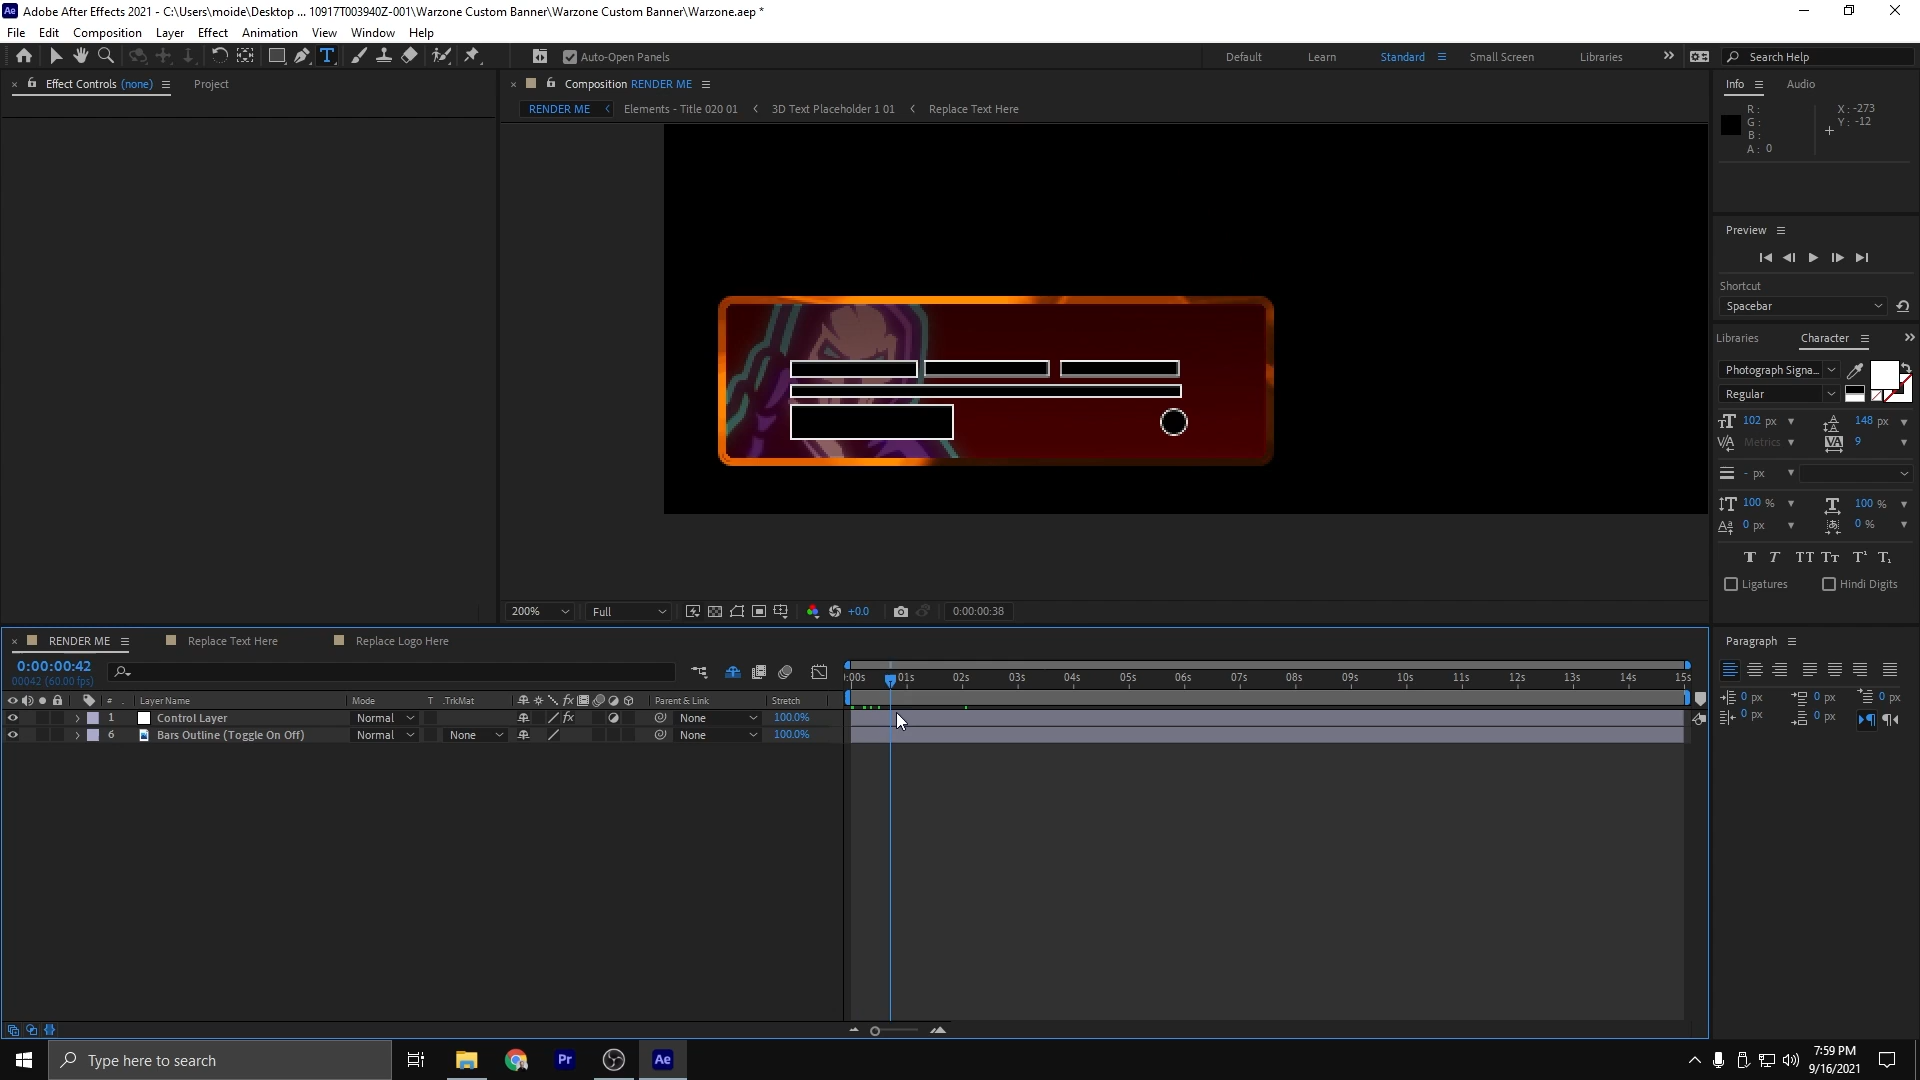 Adobe After Effects 2021 - C:\Users\moide\Desktop ... 10917T003940Z-001\Warzone Custom Banner\Warzone Custom Banner\Warzone.aep *
File Edit Composition Layer Effect Animation View Window Help
Auto-Open Panels Default Learn Standard Small Screen Libraries Search Help
Effect Controls (none) Project
Composition RENDER ME
RENDER ME Elements - Title 020 01 3D Text Placeholder 1 01 Replace Text Here
Info Audio
R :
G :
B :
A : 0
X : -273
Y : -12
Preview
Shortcut
Spacebar
Libraries Character
Photograph Signa...
Regular
102 px 148 px
Metrics 9
- px
100 % 100 %
0 px 0 %
Ligatures Hindi Digits
200% Full +0.0 0:00:00:38
RENDER ME Replace Text Here Replace Logo Here
0:00:00:42
00042 (60.00 fps)
# Layer Name Mode T .TrkMat fx Parent & Link Stretch
1 Control Layer Normal fx None 100.0%
6 Bars Outline (Toggle On Off) Normal None None 100.0%
:00s 01s 02s 03s 04s 05s 06s 07s 08s 09s 10s 11s 12s 13s 14s 15s
Paragraph
0 px 0 px 0 px
0 px 0 px
Type here to search
Pr Ae
7:59 PM
9/16/2021